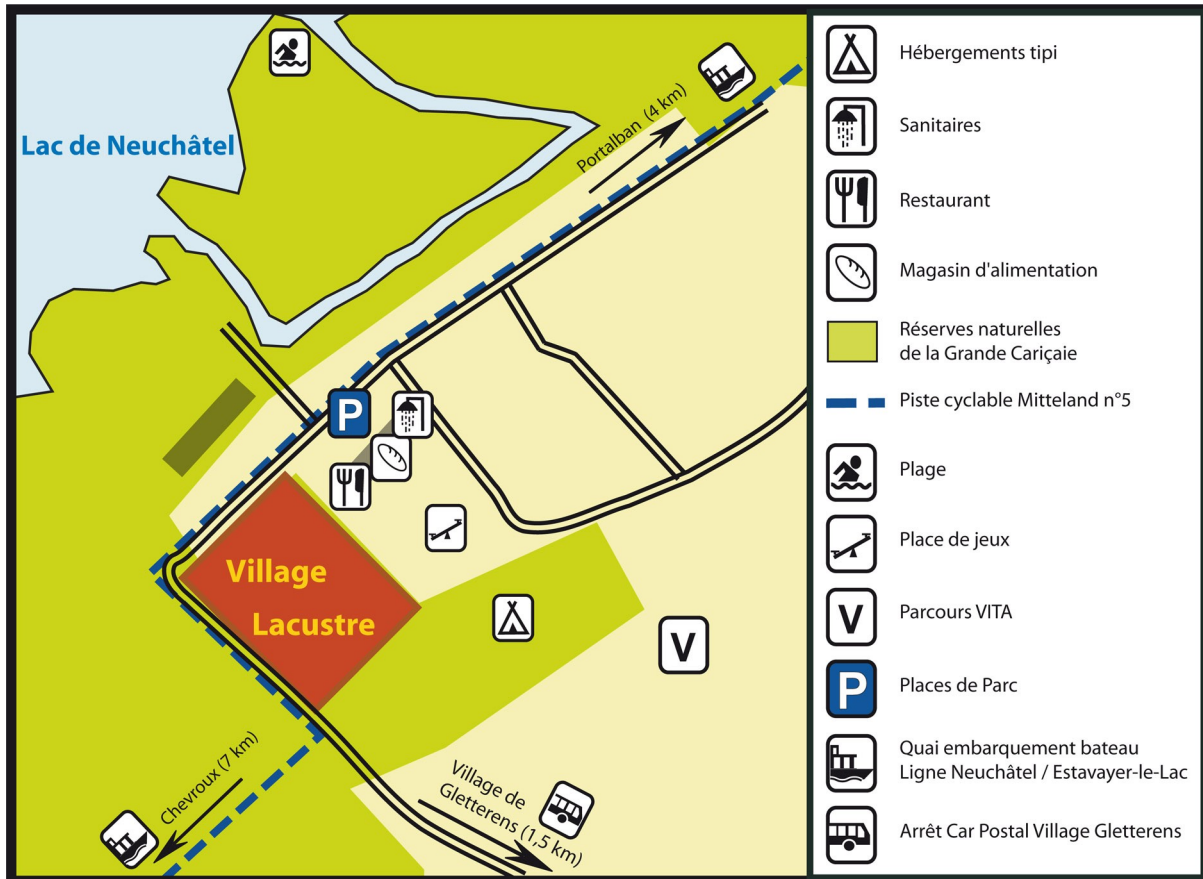 Lac de Neuchâtel
Portalban (4 km)
P
Village
Lacustre
V
Chevroux (7 km)
Village de
Gletterens (1,5 km)
Hébergements tipi
Sanitaires
Restaurant
Magasin d'alimentation
Réserves naturelles
de la Grande Cariçaie
Piste cyclable Mitteland n°5
Plage
Place de jeux
V
Parcours VITA
P
Places de Parc
Quai embarquement bateau
Ligne Neuchâtel / Estavayer-le-Lac
Arrêt Car Postal Village Gletterens